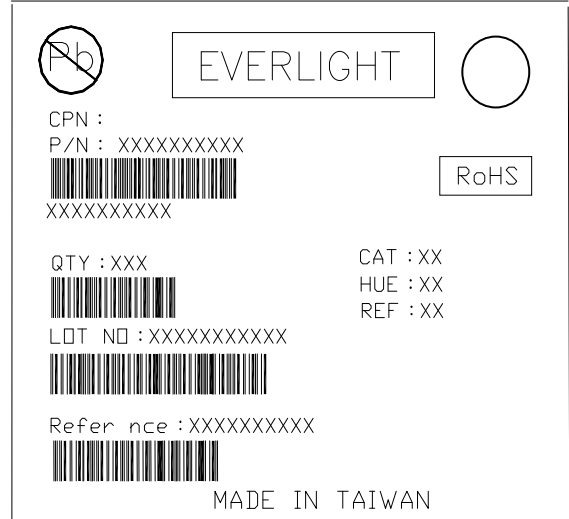 Pb
EVERLIGHT
CPN :
P/N : XXXXXXXXXX
RoHS
XXXXXXXXXX
QTY : XXX
CAT : XX
HUE : XX
REF : XX
LOT NO : XXXXXXXXXXX
Refer nce : XXXXXXXXXX
MADE IN TAIWAN